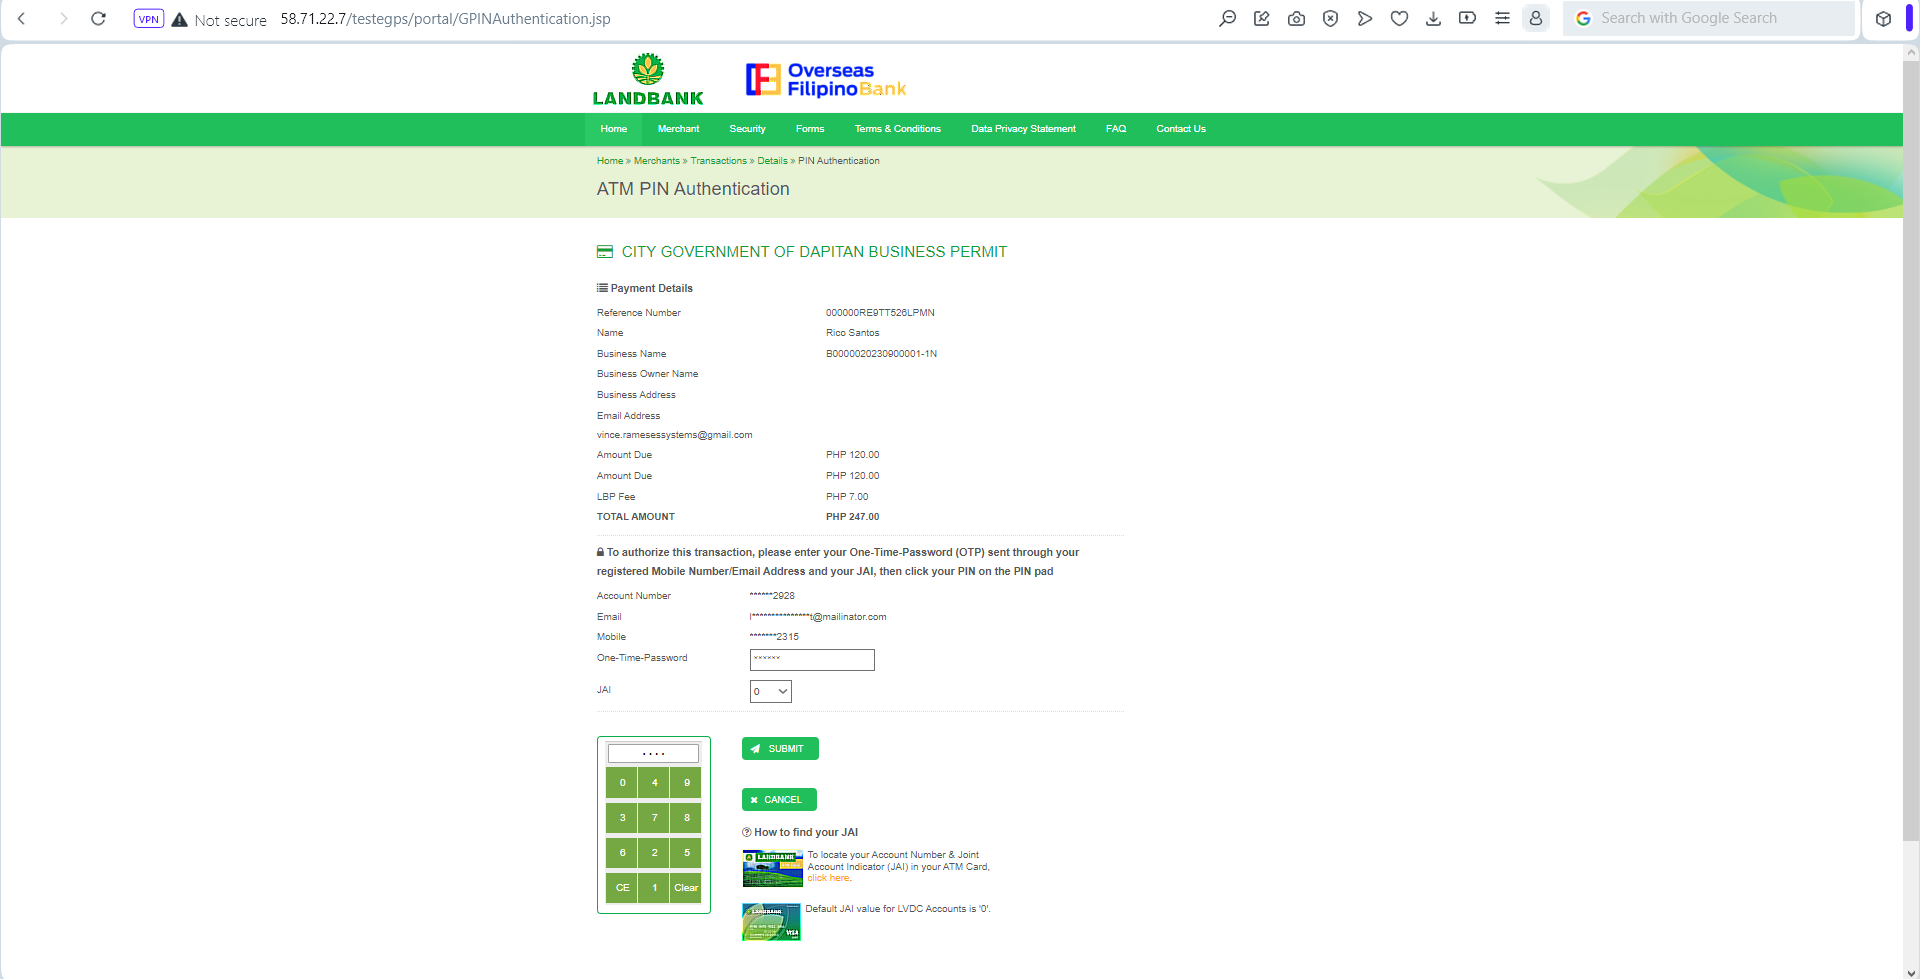 VPN Not secure 58.71.22.7/testegps/portal/GPINAuthentication.jsp Search with Google Search
LANDBANK Overseas FilipinoBank
Home Merchant Security Forms Terms & Conditions Data Privacy Statement FAQ Contact Us
Home » Merchants » Transactions » Details » PIN Authentication
ATM PIN Authentication
CITY GOVERNMENT OF DAPITAN BUSINESS PERMIT
Payment Details
Reference Number 000000RE9TT526LPMN
Name Rico Santos
Business Name B0000020230900001-1N
Business Owner Name
Business Address
Email Address
vince.ramesessystems@gmail.com
Amount Due PHP 120.00
Amount Due PHP 120.00
LBP Fee PHP 7.00
TOTAL AMOUNT PHP 247.00
To authorize this transaction, please enter your One-Time-Password (OTP) sent through your
registered Mobile Number/Email Address and your JAI, then click your PIN on the PIN pad
Account Number ******2928
Email l***************t@mailinator.com
Mobile *******2315
One-Time-Password ******
JAI 0
....
0 4 9
3 7 8
6 2 5
CE 1 Clear
SUBMIT
CANCEL
How to find your JAI
LANDBANK
To locate your Account Number & Joint
Account Indicator (JAI) in your ATM Card,
click here.
LANDBANK
VISA
Default JAI value for LVDC Accounts is '0'.